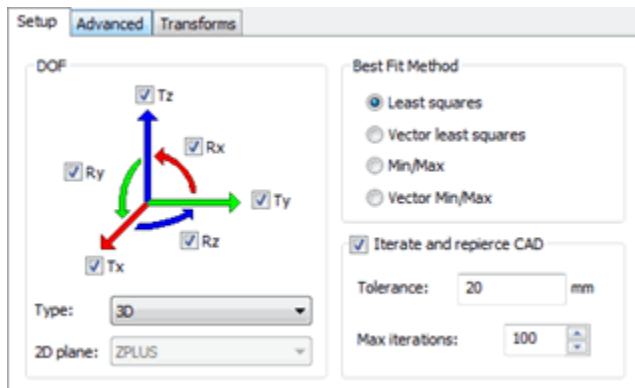 Setup
Advanced
Transforms
DOF
Tz
Rx
Ry
Ty
Rz
Tx
Type:
3D
2D plane:
ZPLUS
Best Fit Method
Least squares
Vector least squares
Min/Max
Vector Min/Max
Iterate and repierce CAD
Tolerance:
20
mm
Max iterations:
100